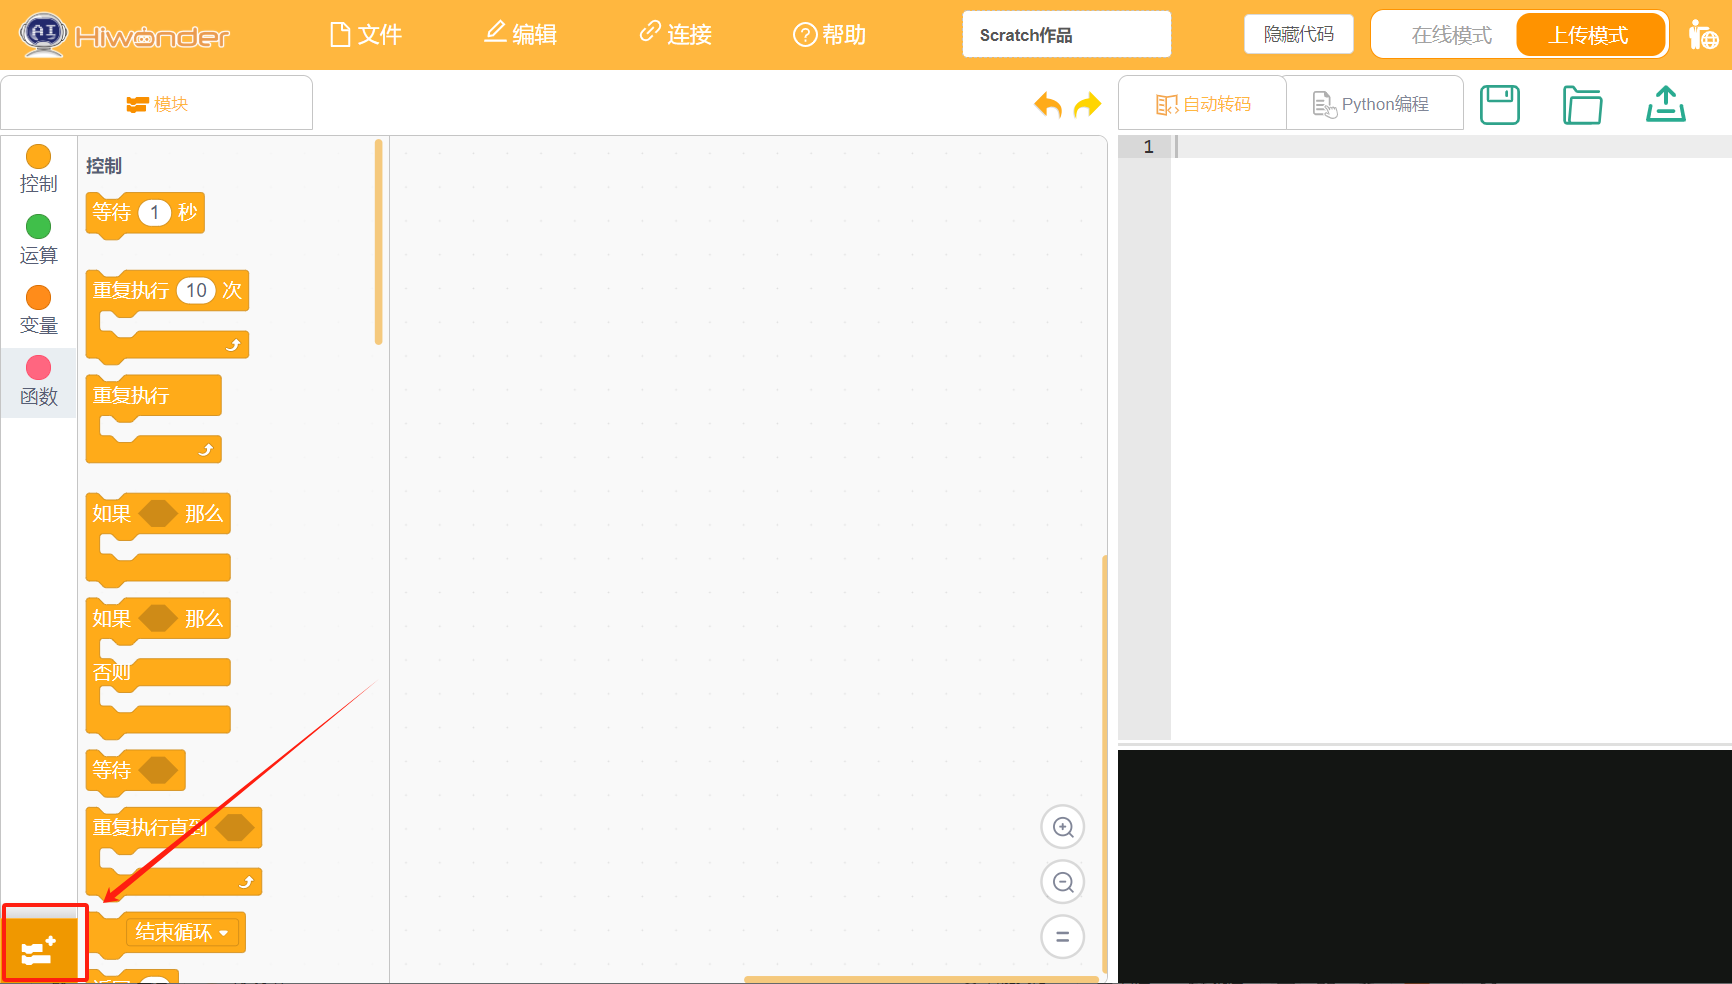 AI Hiwonder 文件 编辑 连接 帮助 Scratch作品 隐藏代码 在线模式 上传模式
模块 自动转码 Python编程
控制
运算
变量
函数
控制
等待 1 秒
重复执行 10 次
重复执行
如果 那么
如果 那么
否则
等待
重复执行直到
结束循环
1